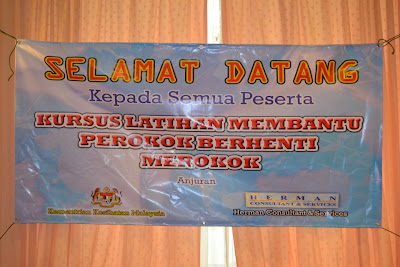 SELAMAT DATANG
Kepada Semua Peserta
KURSUS LATIHAN MEMBANTU
PEROKOK BERHENTI
MEROKOK
Anjuran
HERMAN
CONSULTANT & SERVICES
Kementrian Kesihatan Malaysia
Herman Consultant & Services